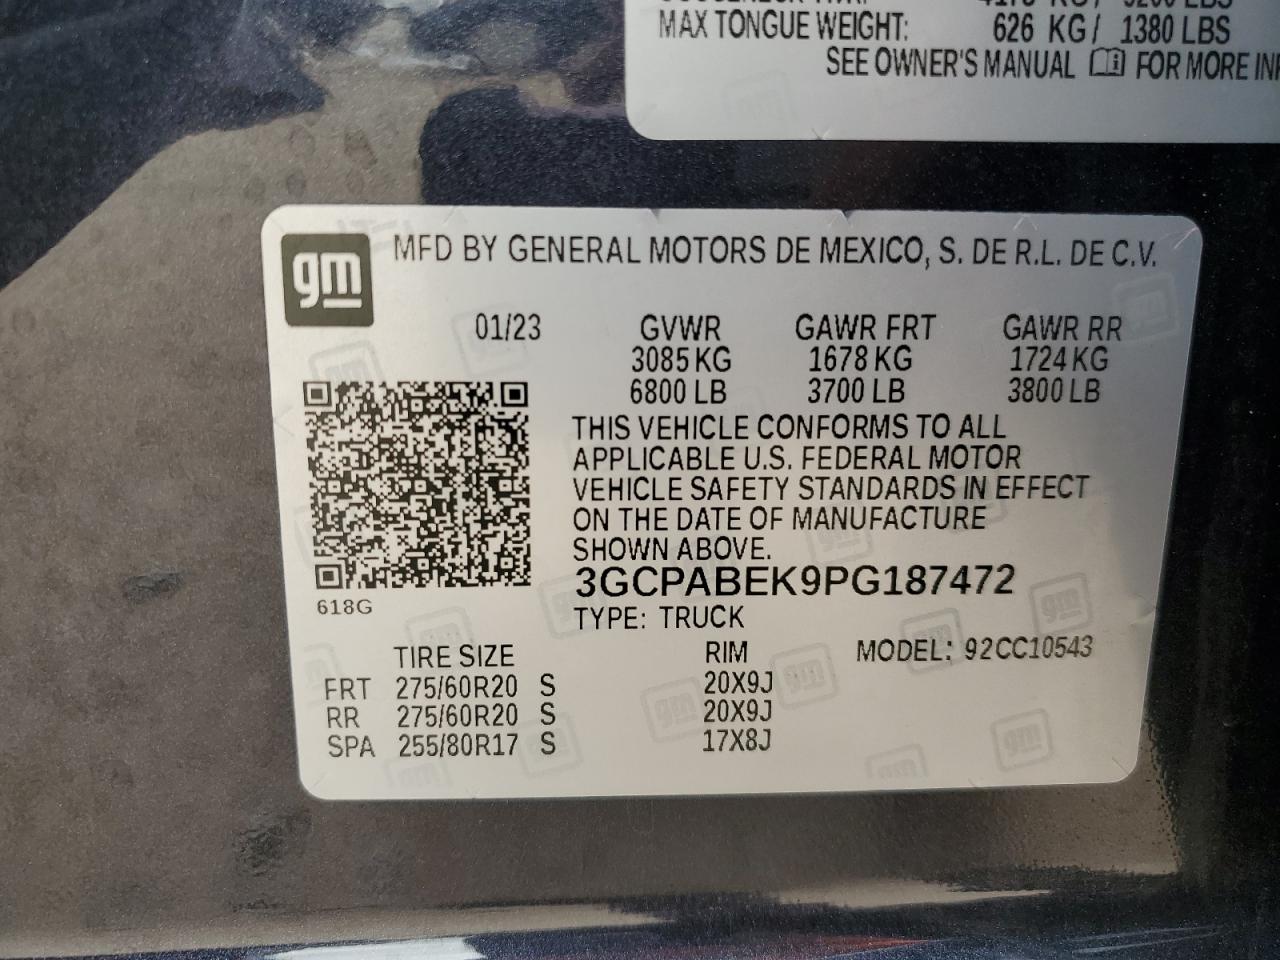 MAX TONGUE WEIGHT: 626 KG/ 1380 LBS
SEE OWNER'S MANUAL FOR MORE
gm
MFD BY GENERAL MOTORS DE MEXICO, S. DE R.L. DE C.V.
01/23 GVWR GAWR FRT GAWR RR
3085 KG 1678 KG 1724 KG
6800 LB 3700 LB 3800 LB
THIS VEHICLE CONFORMS TO ALL
APPLICABLE U.S. FEDERAL MOTOR
VEHICLE SAFETY STANDARDS IN EFFECT
ON THE DATE OF MANUFACTURE
SHOWN ABOVE.
3GCPABEK9PG187472
618G
TYPE: TRUCK
TIRE SIZE RIM MODEL: 92CC10543
FRT 275/60R20 S 20X9J
RR 275/60R20 S 20X9J
SPA 255/80R17 S 17X8J